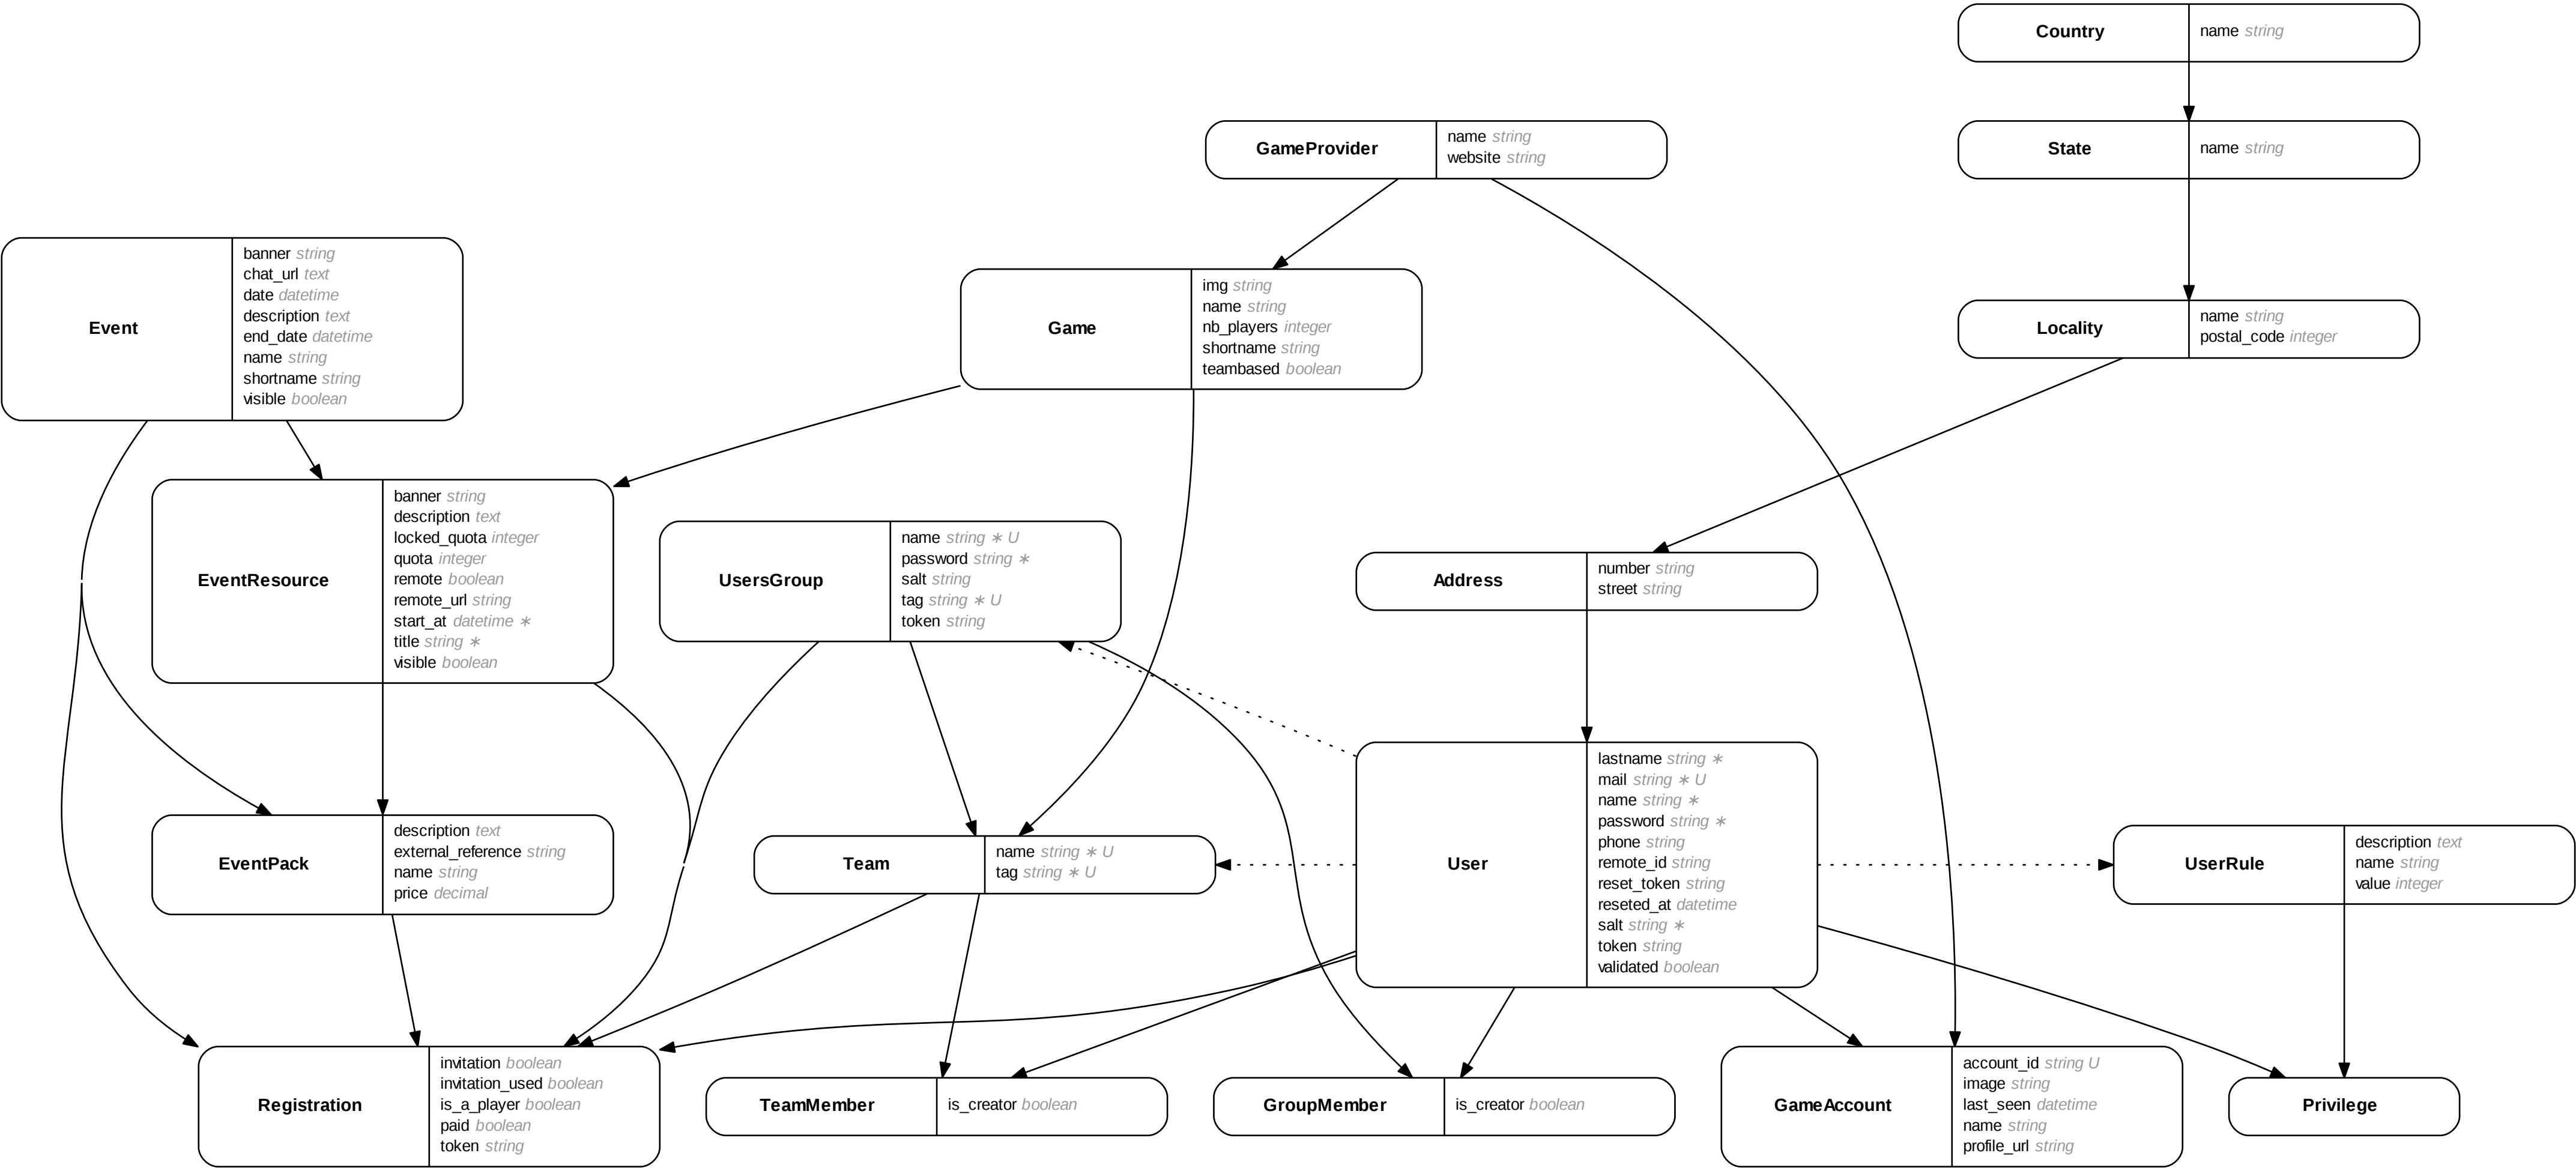 Country
name string
State
name string
GameProvider
name string
website string
Event
banner string
chat_url text
date datetime
description text
end_date datetime
name string
shortname string
visible boolean
Game
img string
name string
nb_players integer
shortname string
teambased boolean
Locality
name string
postal_code integer
EventResource
banner string
description text
locked_quota integer
quota integer
remote boolean
remote_url string
start_at datetime ∗
title string ∗
visible boolean
UsersGroup
name string ∗ U
password string ∗
salt string
tag string ∗ U
token string
Address
number string
street string
EventPack
description text
external_reference string
name string
price decimal
Team
name string ∗ U
tag string ∗ U
User
lastname string ∗
mail string ∗ U
name string ∗
password string ∗
phone string
remote_id string
reset_token string
reseted_at datetime
salt string ∗
token string
validated boolean
UserRule
description text
name string
value integer
Registration
invitation boolean
invitation_used boolean
is_a_player boolean
paid boolean
token string
TeamMember
is_creator boolean
GroupMember
is_creator boolean
GameAccount
account_id string U
image string
last_seen datetime
name string
profile_url string
Privilege